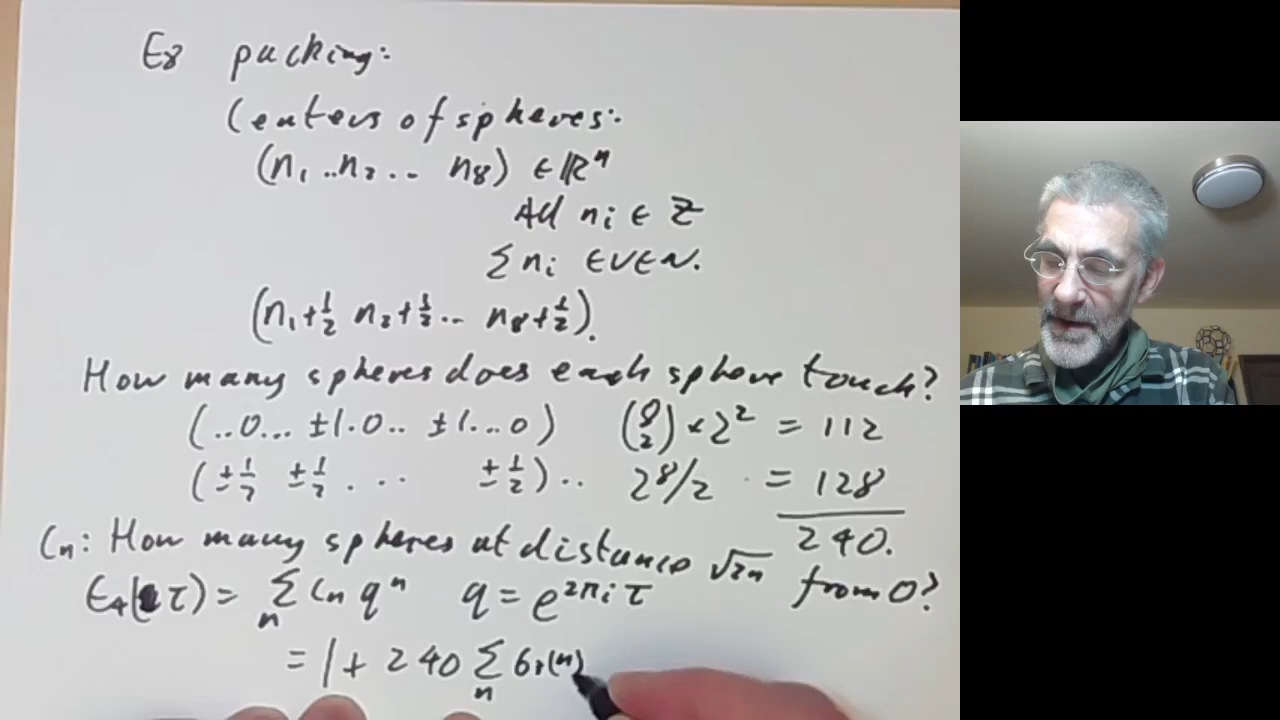 E8 packing:
Centers of spheres:
(n₁ ..n₂ .. n₈) ∈ ℝⁿ
All nᵢ ∈ Z
Σ nᵢ EVEN.
(n₁+½ n₂+½ .. n₈+½).
How many spheres does each sphere touch?
(..0... ±1.0.. ±1...0) (8 2) × 2² = 112
(±½ ±½ ... ±½) .. 2⁸/2 = 128
240.
Cn: How many spheres at distance √2n from 0?
E₄(τ) = Σₙ Cn qⁿ q = e^{2πiτ}
= 1 + 240 Σₙ σ₃(n)